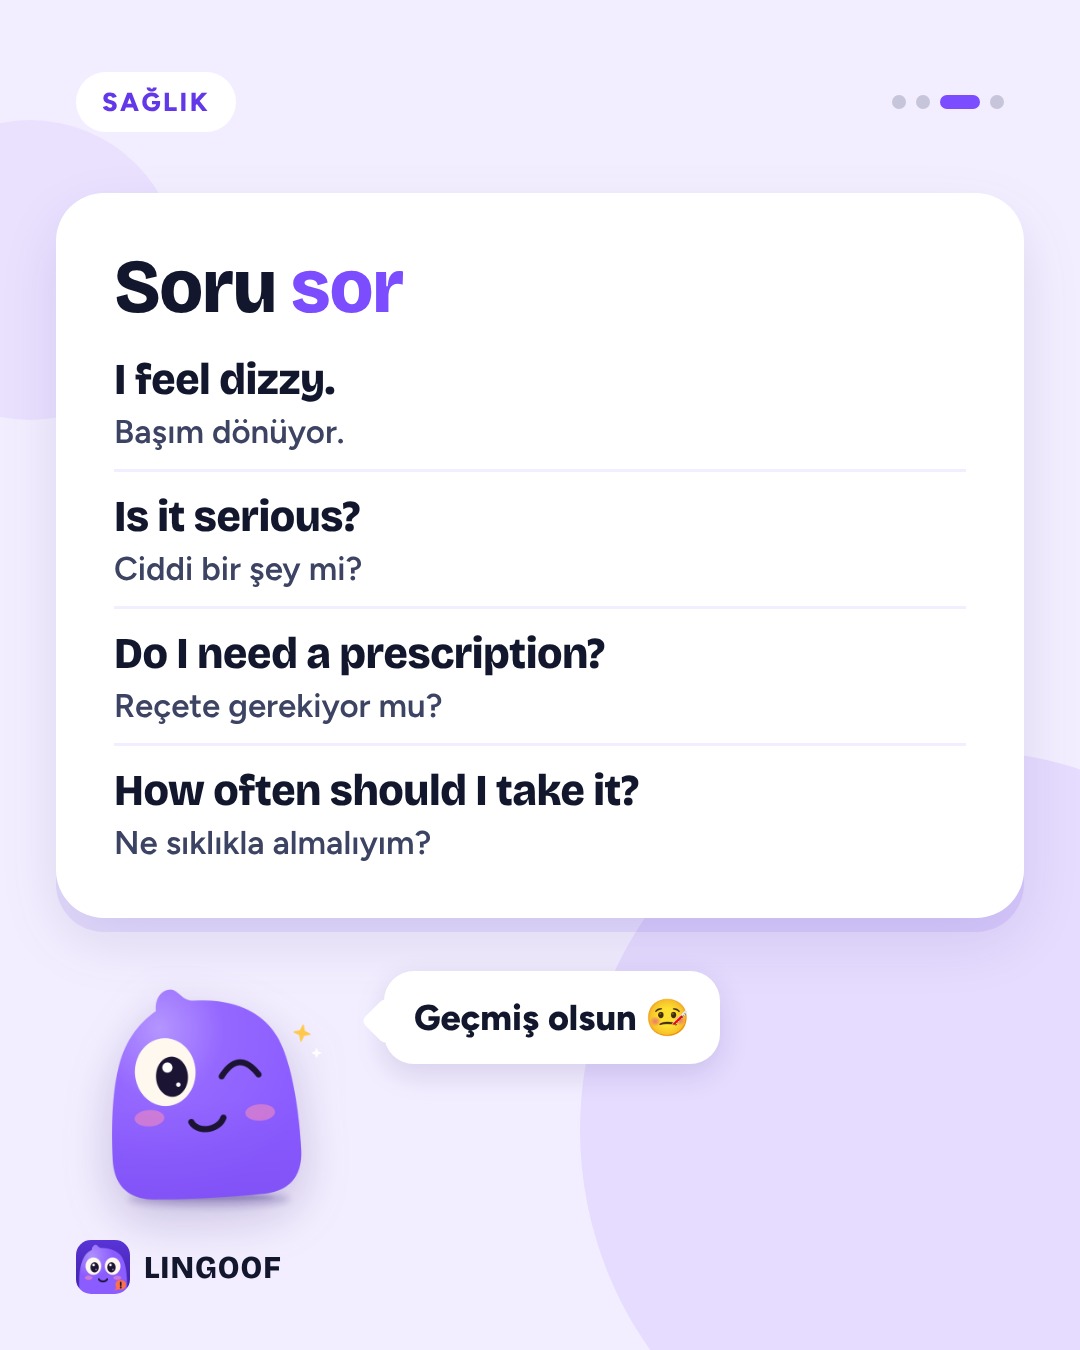 SAĞLIK
Soru sor
I feel dizzy.
Başım dönüyor.
Is it serious?
Ciddi bir şey mi?
Do I need a prescription?
Reçete gerekiyor mu?
How often should I take it?
Ne sıklıkla almalıyım?
Geçmiş olsun 🤒
LINGOOF